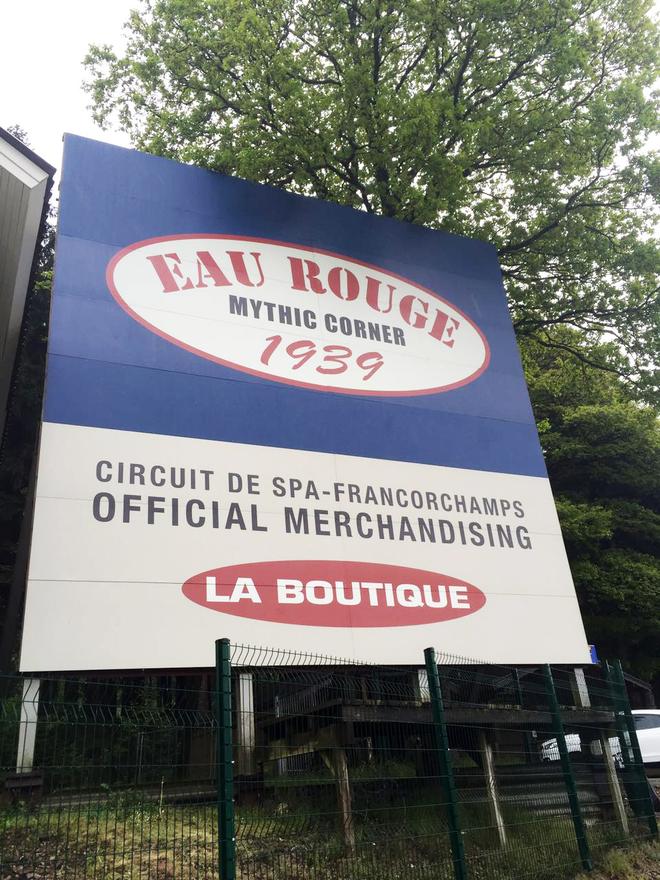 EAU ROUGE
MYTHIC CORNER
1939
CIRCUIT DE SPA-FRANCORCHAMPS
OFFICIAL MERCHANDISING
LA BOUTIQUE